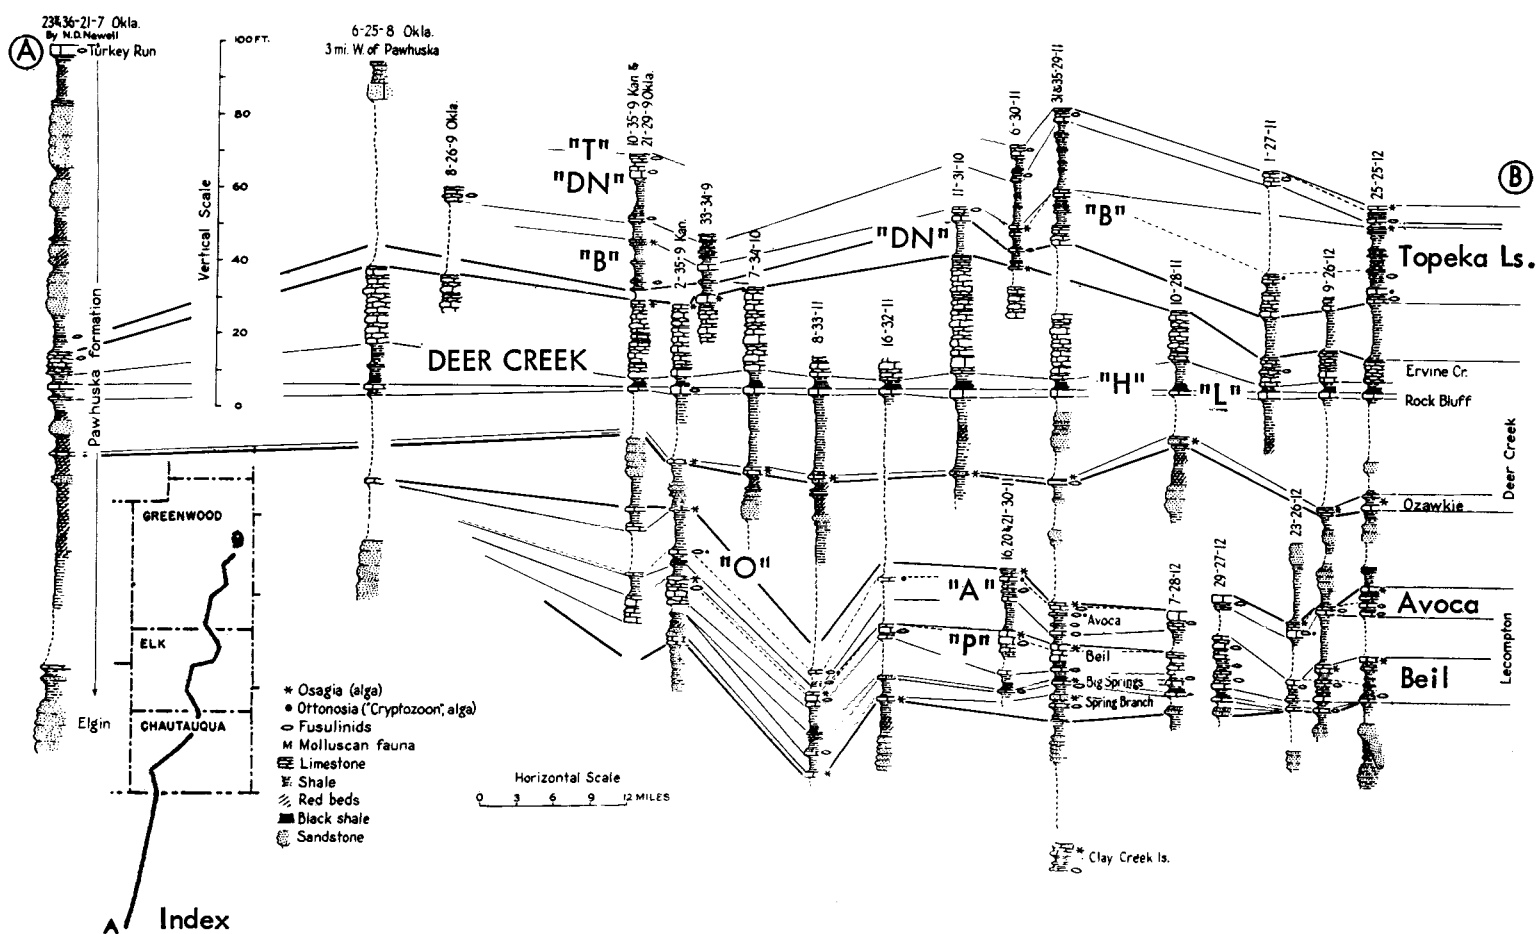 23&36-21-7 Okla.
By N.D. Newell
A
Turkey Run
100 FT.
80
60
40
20
0
Vertical Scale
Pawhuska formation
Elgin
6-25-8 Okla.
3 mi. W. of Pawhuska
8-26-9 Okla.
10-35-9 Kan &
21-29-9 Okla.
2-35-9 Kan.
33-34-9
7-34-10
8-33-11
16-32-11
11-31-10
6-30-11
16,20&21-30-11
31&35-29-11
10-28-11
7-28-12
29-27-12
1-27-11
23-26-12
9-26-12
25-25-12
B
"T"
"DN"
"B"
"DN"
"B"
DEER CREEK
"H"
"L"
"O"
"A"
"P"
Topeka Ls.
Ervine Cr.
Rock Bluff
Ozawkie
Deer Creek
Avoca
Beil
Lecompton
Avoca
Beil
Big Springs
Spring Branch
Clay Creek ls.
GREENWOOD
B
ELK
CHAUTAUQUA
A
Index
* Osagia (alga)
Ottonosia ("Cryptozoon", alga)
Fusulinids
M Molluscan fauna
Limestone
Shale
Red beds
Black shale
Sandstone
Horizontal Scale
0 3 6 9 12 MILES